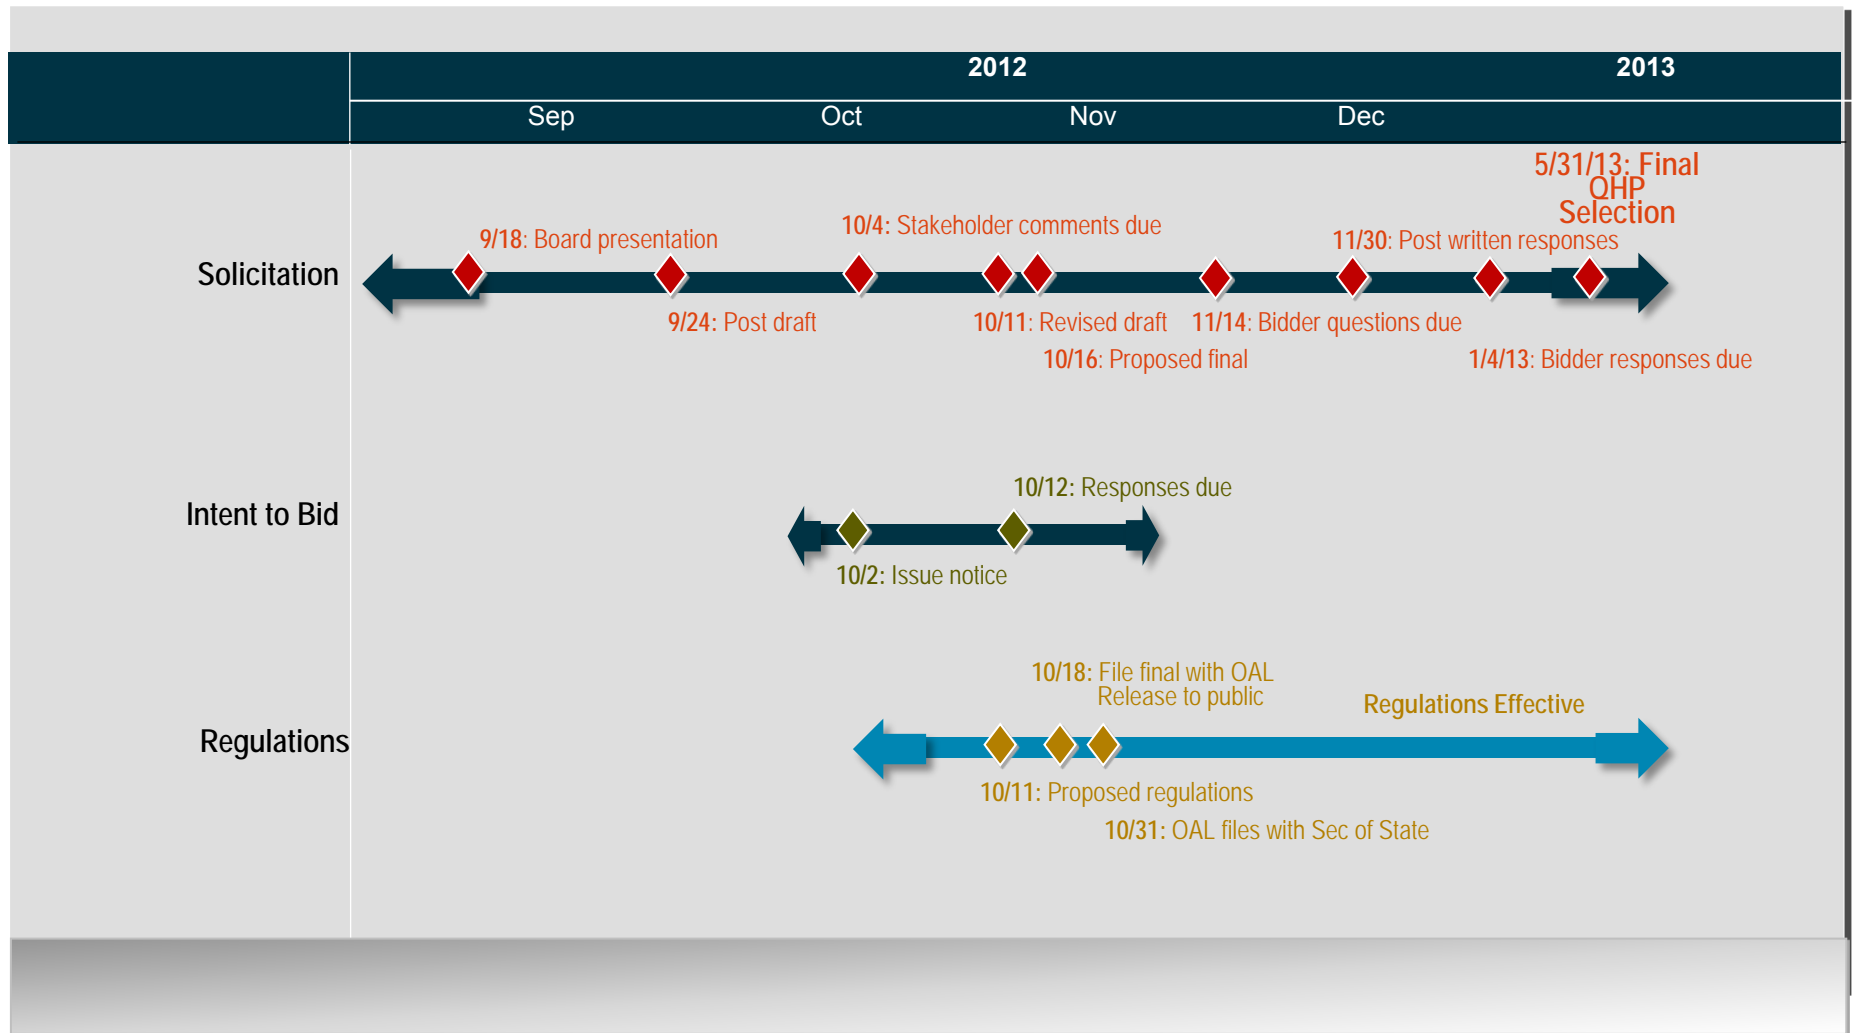 2012
2013
Sep
Oct
Nov
Dec
5/31/13: Final
QHP
Selection
10/4: Stakeholder comments due
9/18: Board presentation
11/30: Post written responses
Solicitation
9/24: Post draft
10/11: Revised draft
11/14: Bidder questions due
10/16: Proposed final
1/4/13: Bidder responses due
10/12: Responses due
Intent to Bid
10/2: Issue notice
10/18: File final with OAL
Release to public
Regulations Effective
Regulations
10/11: Proposed regulations
10/31: OAL files with Sec of State